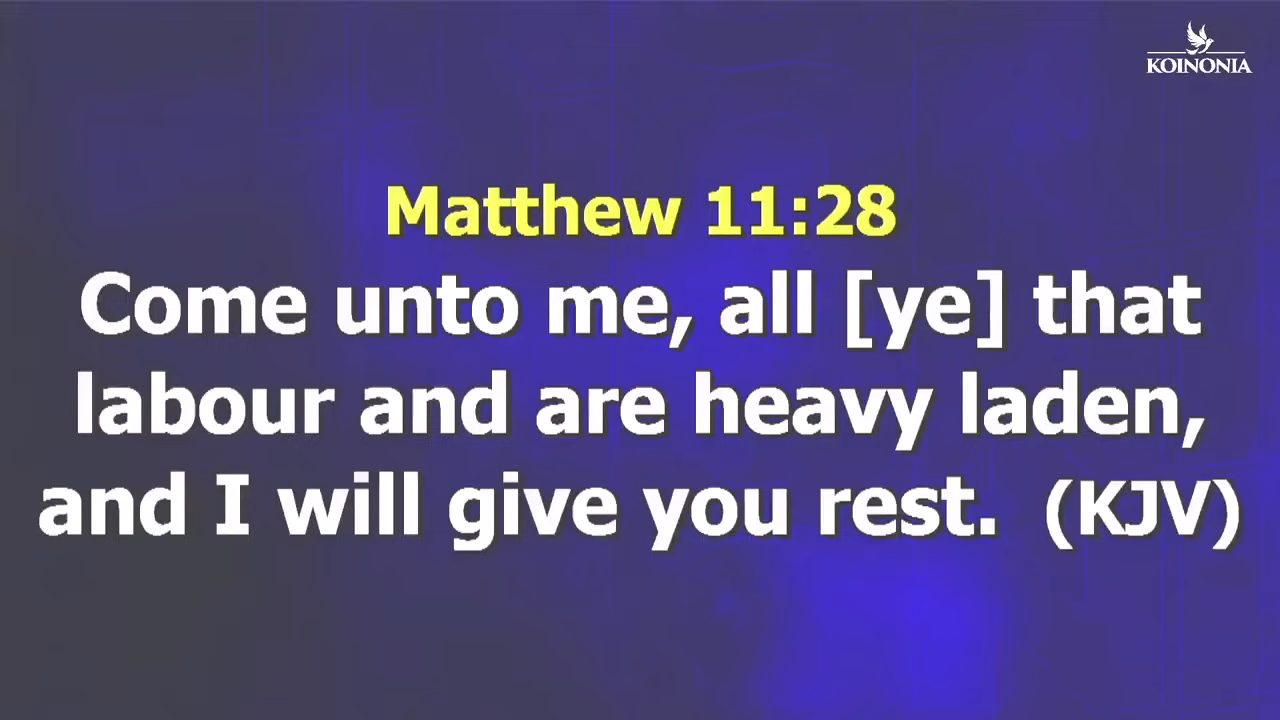 KOINONIA
Matthew 11:28
Come unto me, all [ye] that
labour and are heavy laden,
and I will give you rest. (KJV)